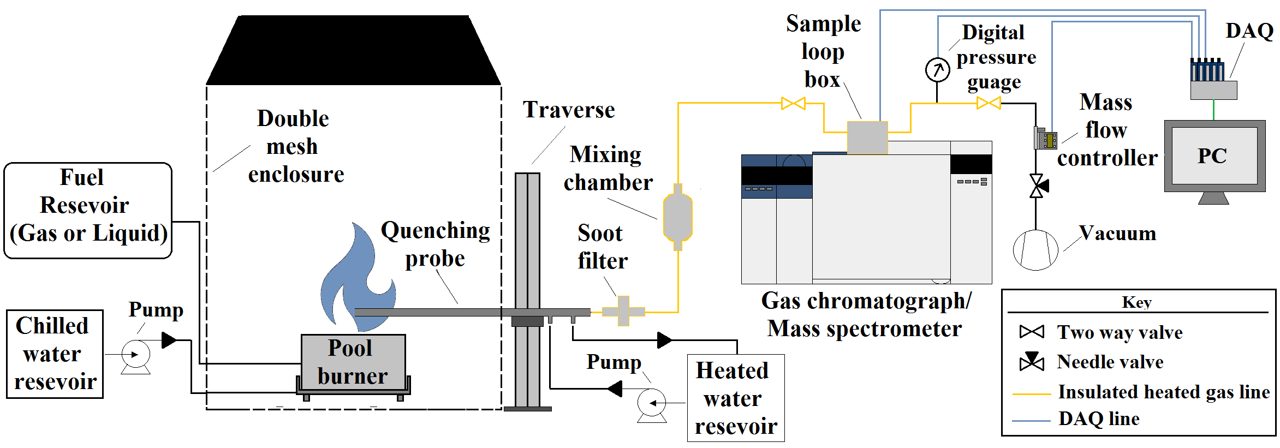 Fuel
Resevoir
(Gas or Liquid)
Chilled
water
resevoir
Pump
Double
mesh
enclosure
Pool
burner
Quenching
probe
Traverse
Soot
filter
Mixing
chamber
Pump
Heated
water
resevoir
Sample
loop
box
Gas chromatograph/
Mass spectrometer
Digital
pressure
guage
Mass
flow
controller
Vacuum
DAQ
PC
Key
Two way valve
Needle valve
Insulated heated gas line
DAQ line